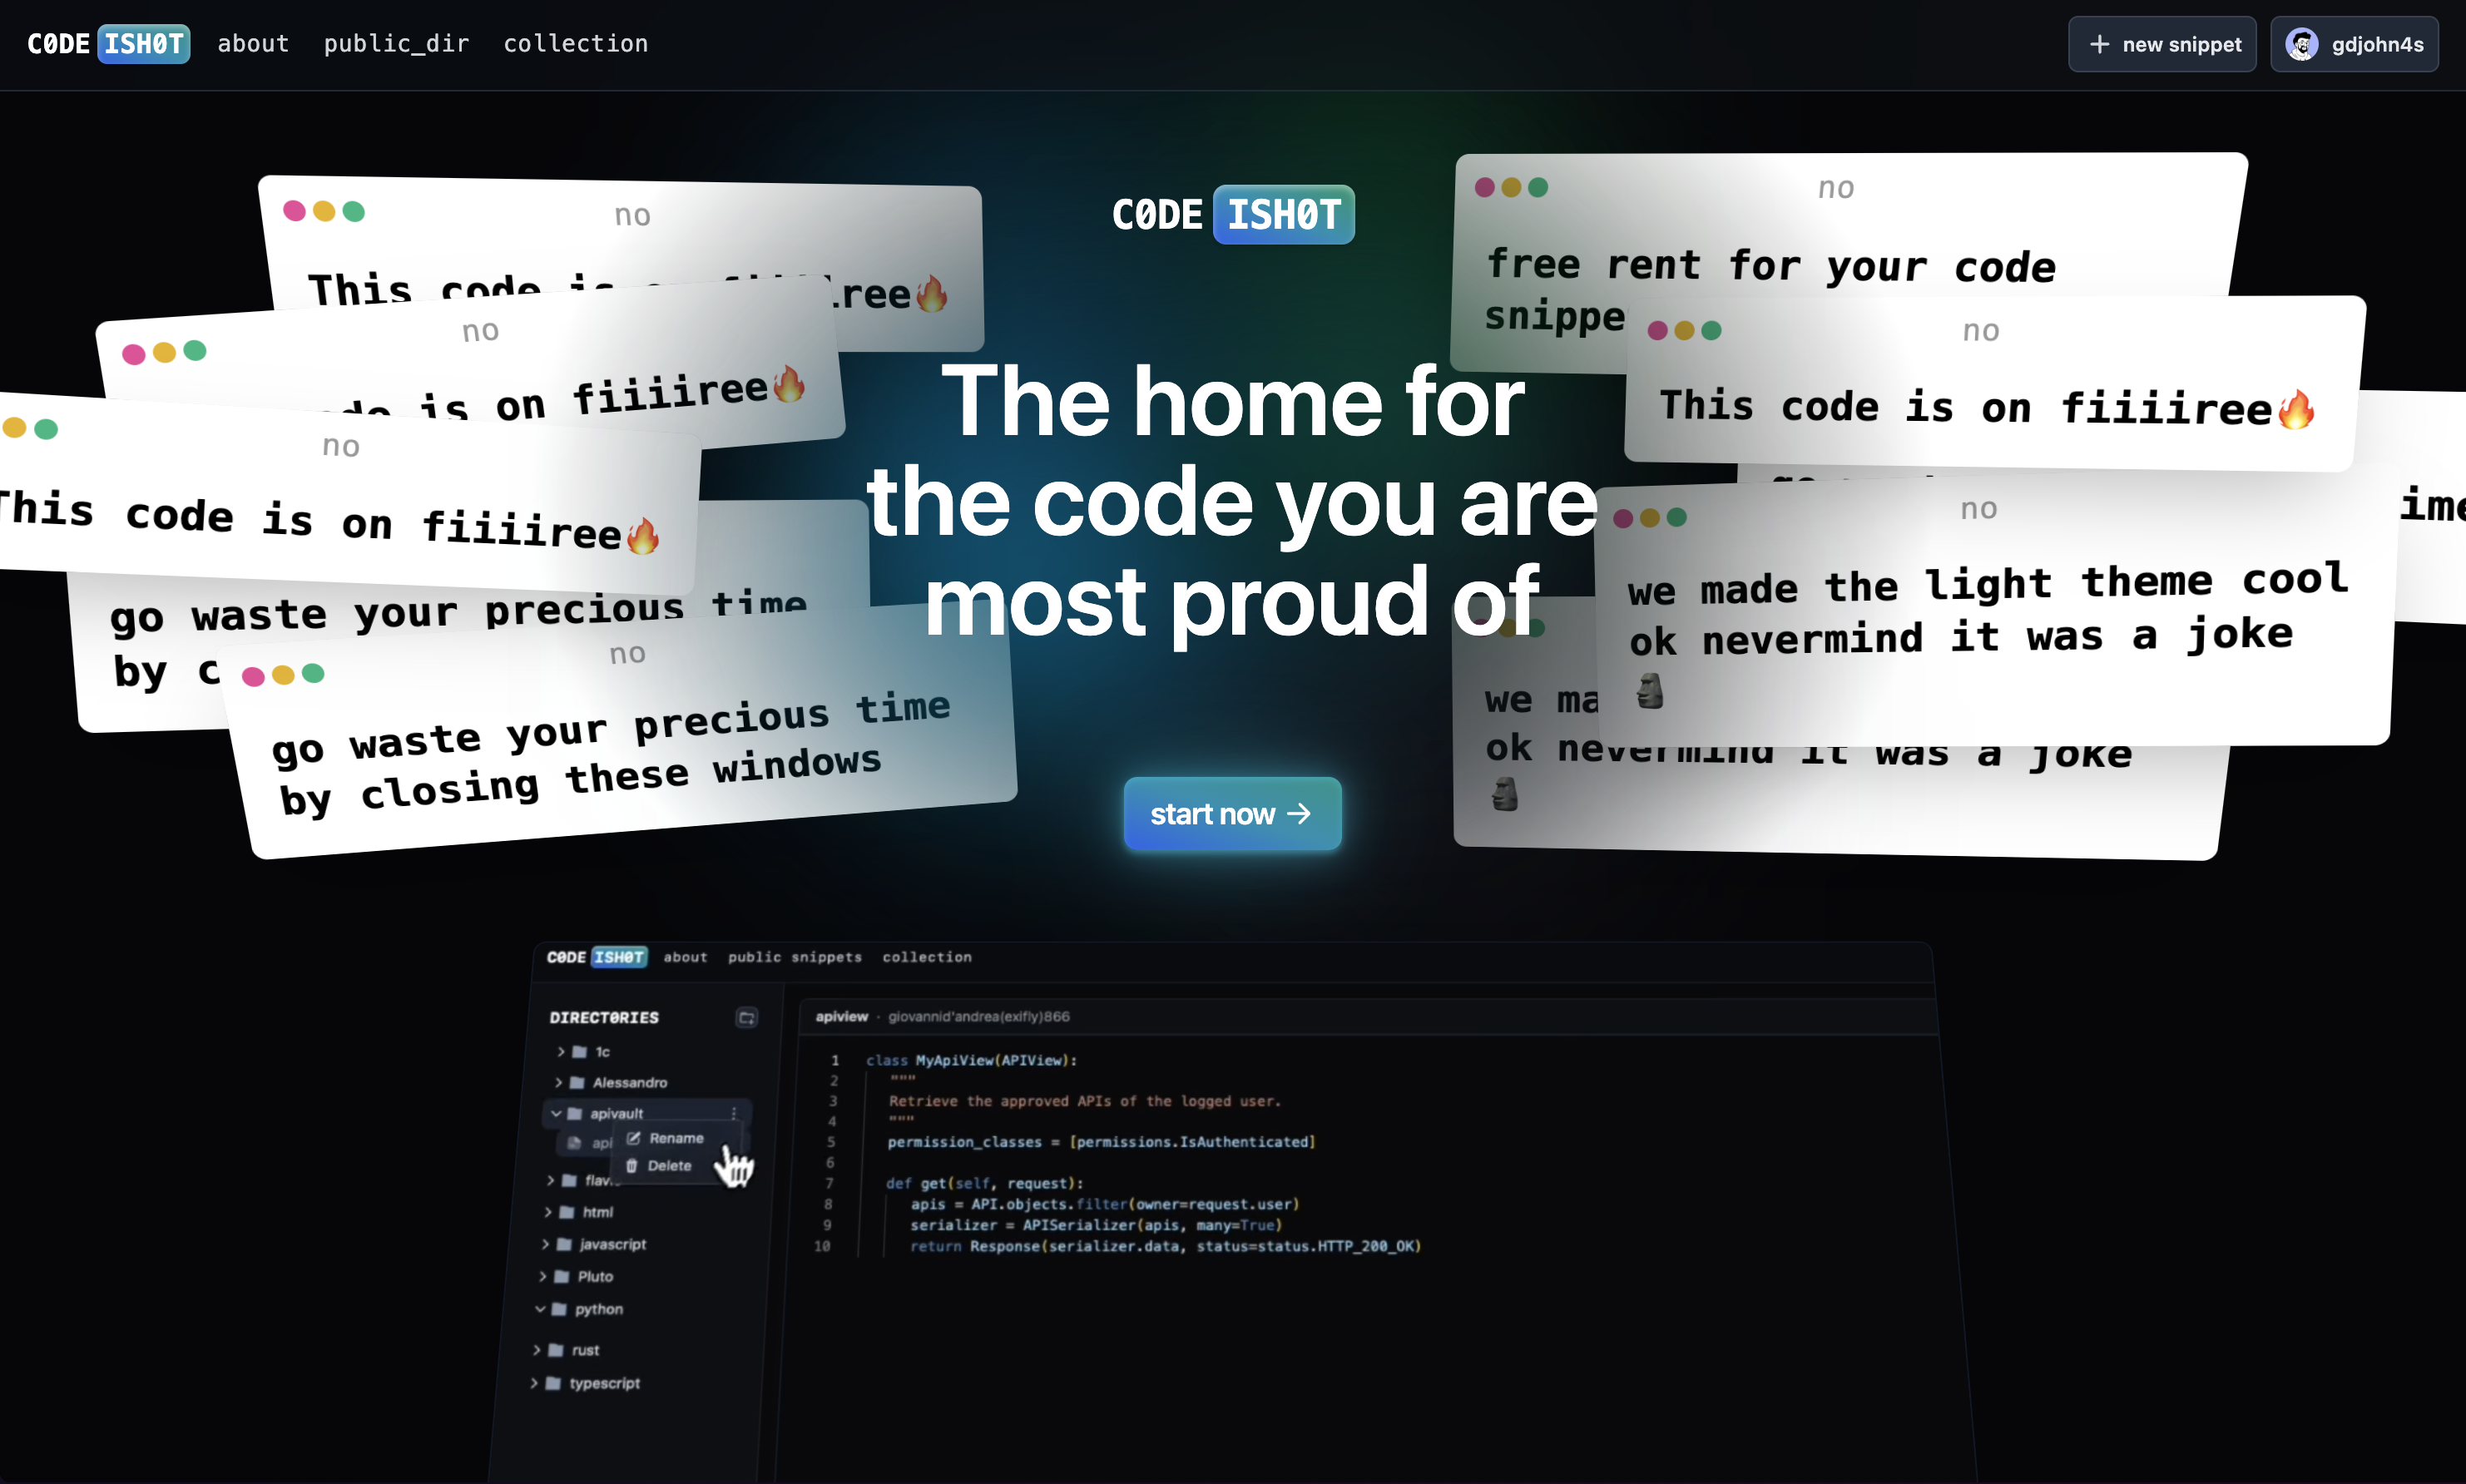 C0DE ISH0T about public_dir collection
+ new snippet gdjohn4s
no
This code is on fiiiiree🔥
no
code is on fiiiiree🔥
no
This code is on fiiiiree🔥
go waste your precious time
by c
no
go waste your precious time
by closing these windows
C0DE ISH0T
The home for
the code you are
most proud of
start now →
no
free rent for your code
snippe
no
This code is on fiiiiree🔥
ime
no
we made the light theme cool
ok nevermind it was a joke
🗿
we ma
ok nevermind it was a joke
🗿
C0DE ISH0T about public snippets collection
DIRECT0RIES
1c
Alessandro
apivault
api
Rename
Delete
flav
html
javascript
Pluto
python
rust
typescript
apiview · giovannid'andrea(exifly)866
1 class MyApiView(APIView):
2 """
3 Retrieve the approved APIs of the logged user.
4 """
5 permission_classes = [permissions.IsAuthenticated]
6
7 def get(self, request):
8 apis = API.objects.filter(owner=request.user)
9 serializer = APISerializer(apis, many=True)
10 return Response(serializer.data, status=status.HTTP_200_OK)